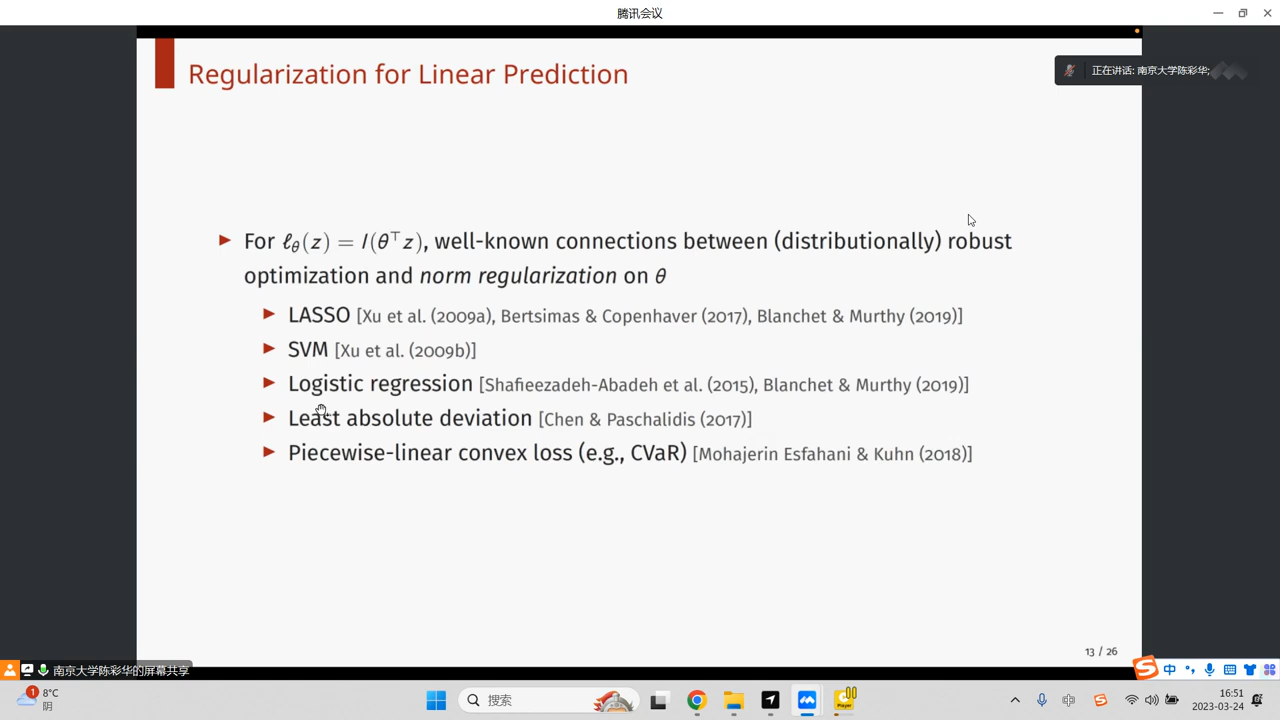 腾讯会议
正在讲话: 南京大学陈彩华;
Regularization for Linear Prediction
▶ For ℓθ(z) = l(θ⊤z), well-known connections between (distributionally) robust
optimization and norm regularization on θ
▶ LASSO [Xu et al. (2009a), Bertsimas & Copenhaver (2017), Blanchet & Murthy (2019)]
▶ SVM [Xu et al. (2009b)]
▶ Logistic regression [Shafieezadeh-Abadeh et al. (2015), Blanchet & Murthy (2019)]
▶ Least absolute deviation [Chen & Paschalidis (2017)]
▶ Piecewise-linear convex loss (e.g., CVaR) [Mohajerin Esfahani & Kuhn (2018)]
13 / 26
南京大学陈彩华的屏幕共享
中
1
8°C
阴
搜索
Player
16:51
2023-03-24